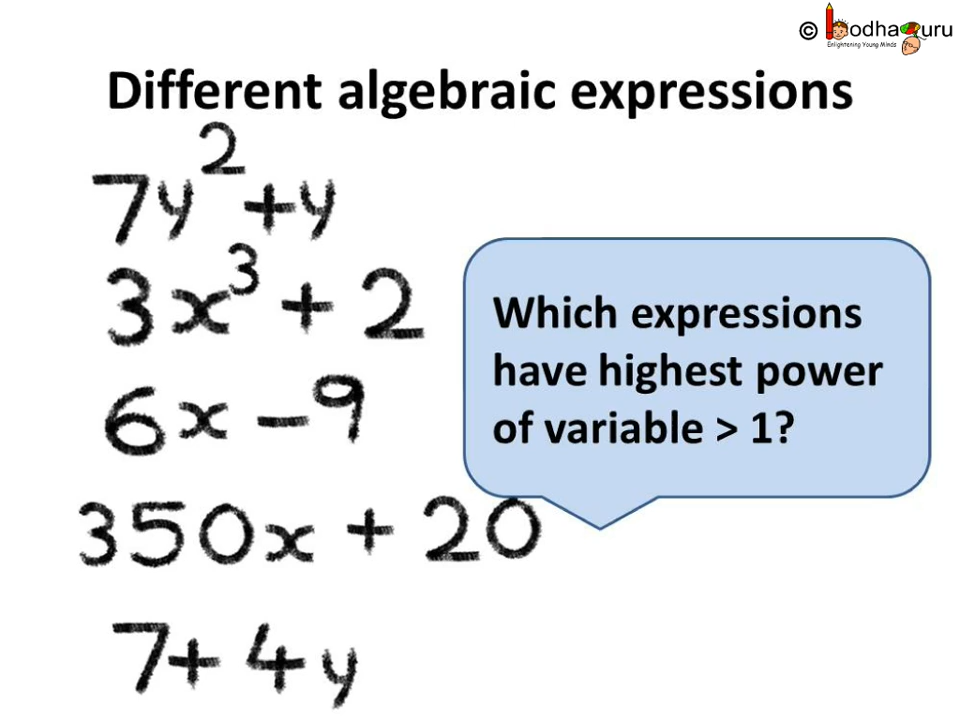 © BodhaGuru
Enlightening Young Minds
Different algebraic expressions
7y² + y
3x³ + 2
6x − 9
350x + 20
7 + 4y
Which expressions
have highest power
of variable > 1?